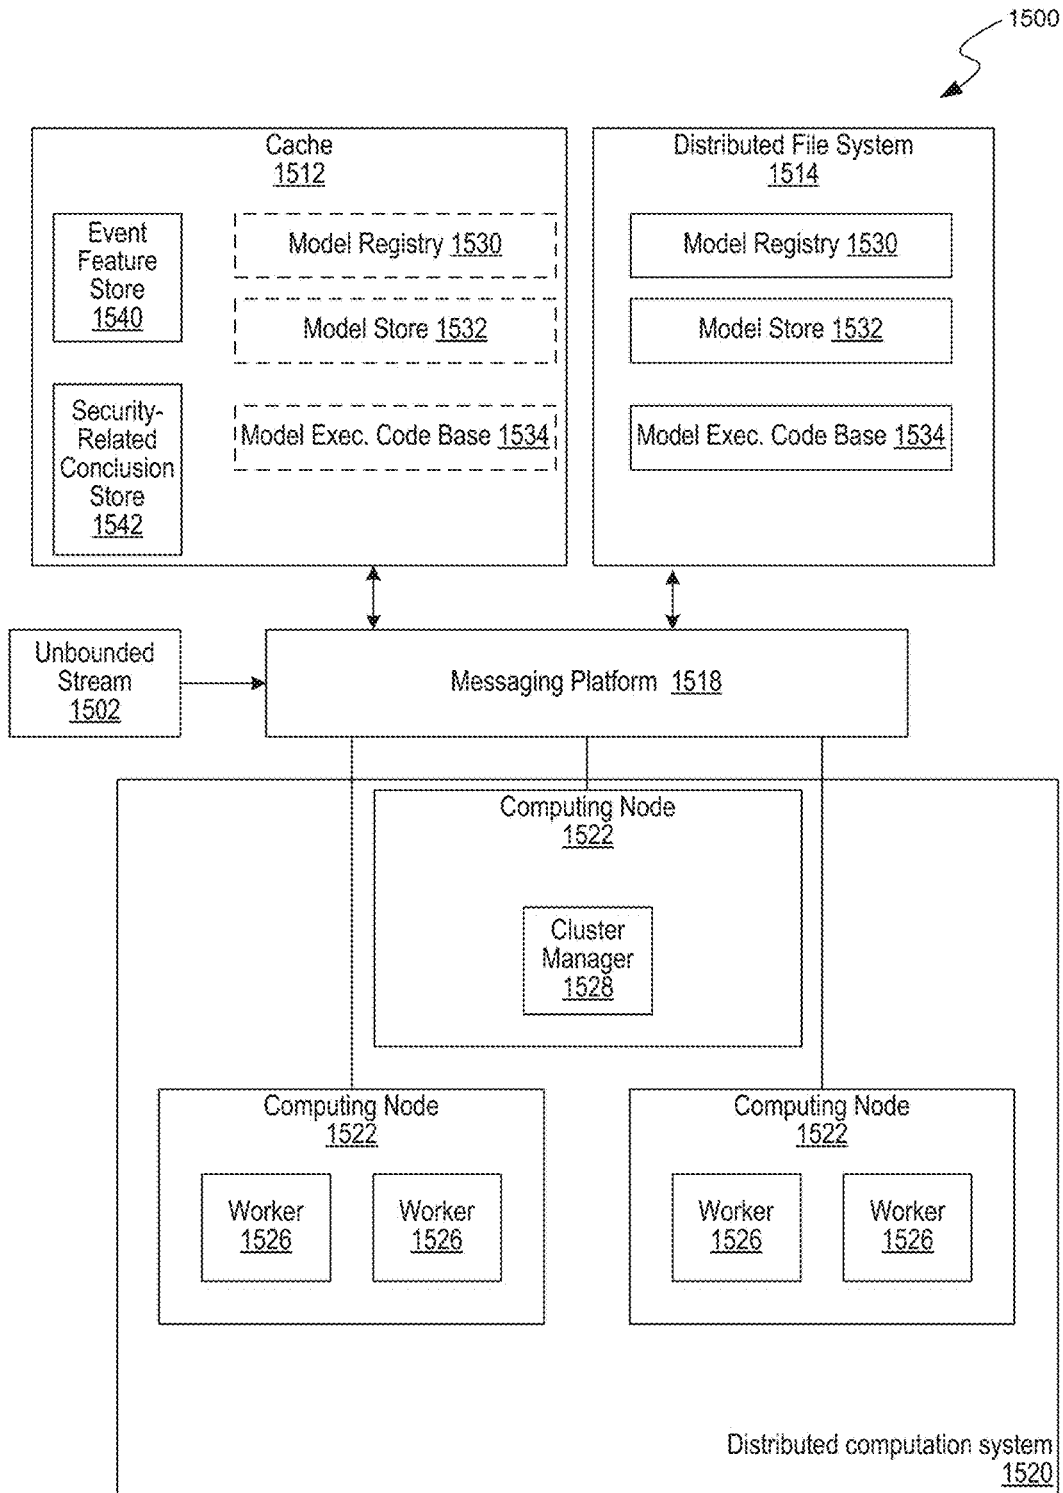 1500
Cache
1512
Distributed File System
1514
Event
Feature
Store
1540
Model Registry 1530
Model Registry 1530
Model Store 1532
Model Store 1532
Security-
Related
Conclusion
Store
1542
Model Exec. Code Base 1534
Model Exec. Code Base 1534
Unbounded
Stream
1502
Messaging Platform 1518
Computing Node
1522
Cluster
Manager
1528
Computing Node
1522
Worker
1526
Worker
1526
Computing Node
1522
Worker
1526
Worker
1526
Distributed computation system
1520